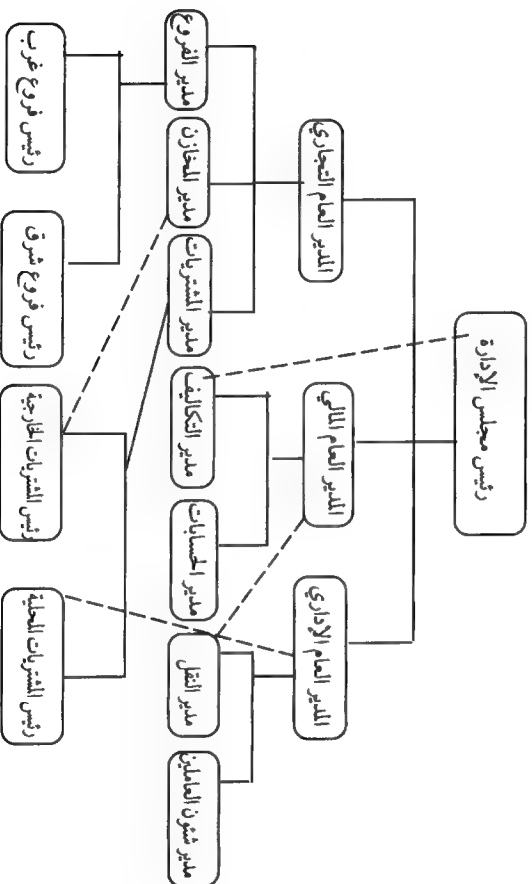 رئيس مجلس الإدارة
المدير العام التجاري
المدير العام المالي
المدير العام الإداري
مدير الفروع
مدير المخازن
مدير المشتريات
مدير التكاليف
مدير الحسابات
مدير النقل
مدير شئون العاملين
رئيس فروع غرب
رئيس فروع شرق
رئيس المشتريات الخارجية
رئيس المشتريات المحلية